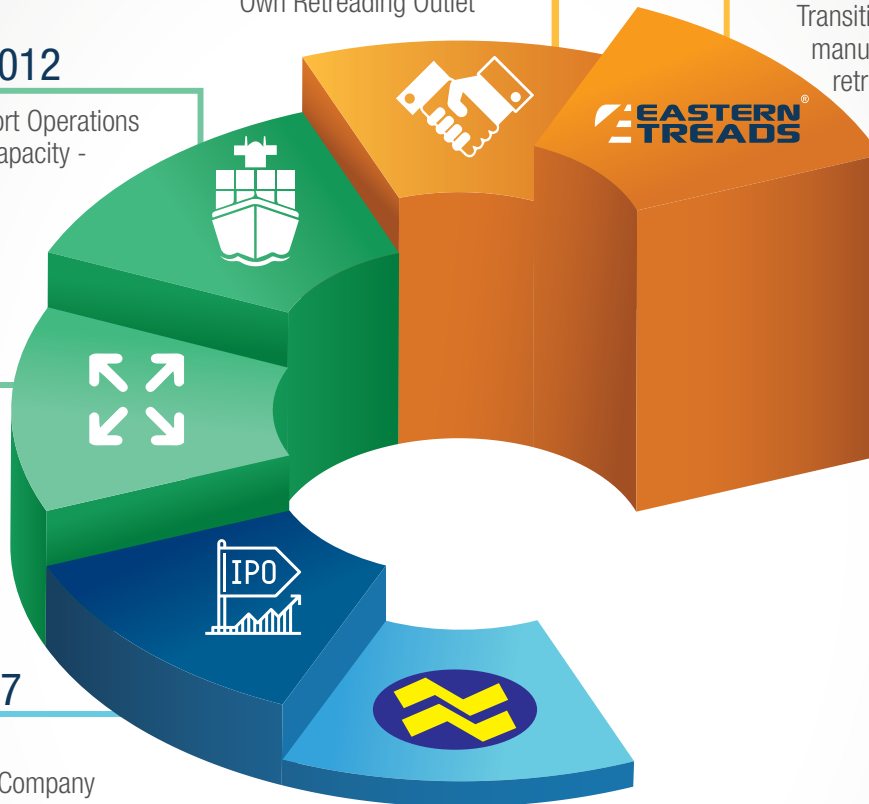 Own Retreading Outlet
Transiti
manu
retr
012
ort Operations
apacity -
EASTERN®
TREADS
IPO
7
Company